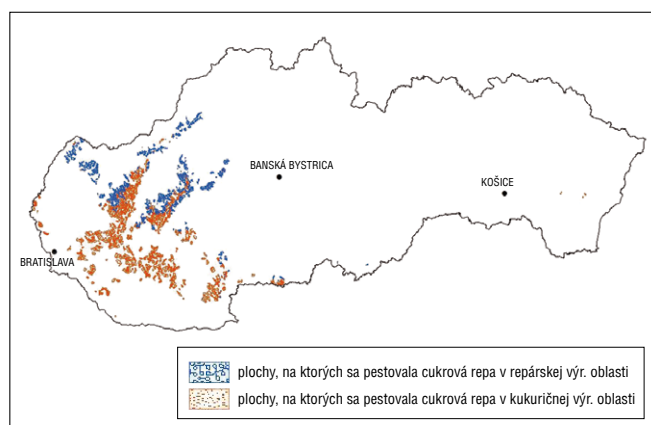 BANSKÁ BYSTRICA
KOŠICE
BRATISLAVA
plochy, na ktorých sa pestovala cukrová repa v repárskej výr. oblasti
plochy, na ktorých sa pestovala cukrová repa v kukuričnej výr. oblasti